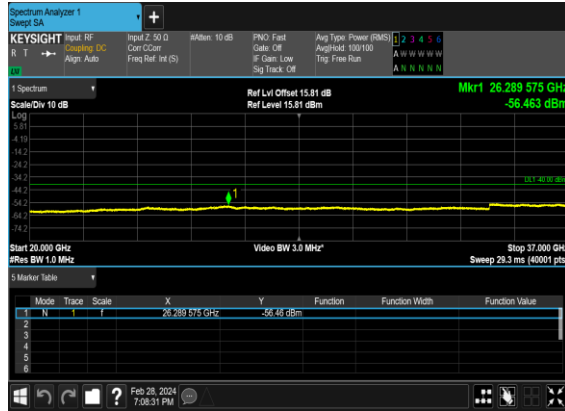 Spectrum Analyzer 1
Swept SA
+
KEYSIGHT Input: RF Input Z: 50 Ω #Atten: 10 dB PNO: Fast Avg Type: Power (RMS) 1 2 3 4 5 6
R T Coupling: DC Corr CCorr Gate: Off Avg|Hold: 100/100 A W W W W W
Align: Auto Freq Ref: Int (S) IF Gain: Low Trig: Free Run
Sig Track: Off A N N N N N
1 Spectrum
Ref Lvl Offset 15.81 dB
Mkr1 26.289 575 GHz
Scale/Div 10 dB Ref Level 15.81 dBm -56.463 dBm
Log
5.81
-4.19
-14.2
-24.2
-34.2
DL1 -40.00 dBm
-44.2
1
-54.2
-64.2
-74.2
Start 20.000 GHz Video BW 3.0 MHz* Stop 37.000 GHz
#Res BW 1.0 MHz Sweep 29.3 ms (40001 pts)
5 Marker Table
Mode Trace Scale X Y Function Function Width Function Value
1 N 1 f 26.289 575 GHz -56.46 dBm
2
3
4
5
6
?
Feb 28, 2024
7:08:31 PM